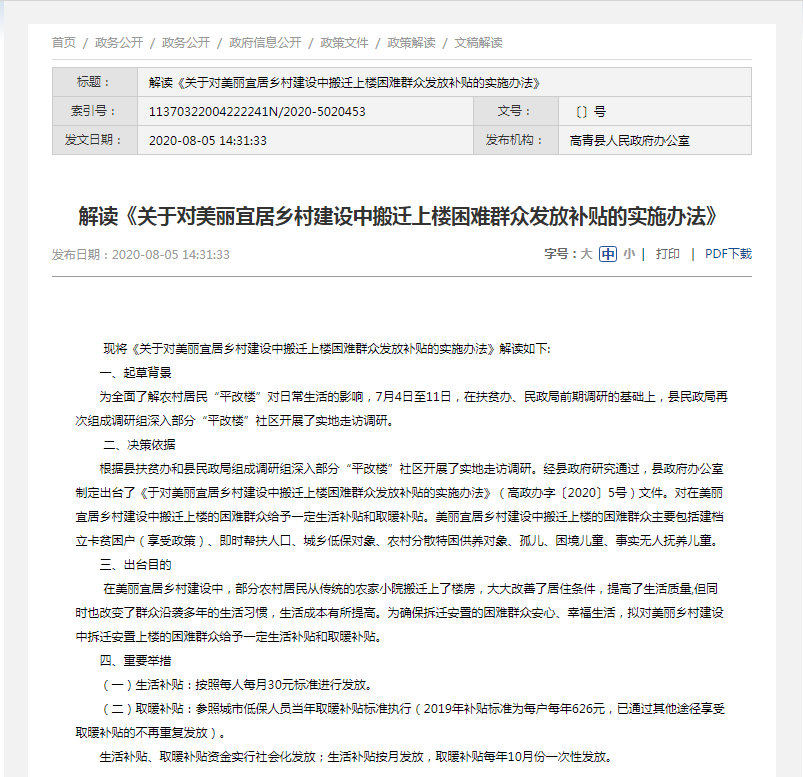 首页 / 政务公开 / 政务公开 / 政府信息公开 / 政策文件 / 政策解读 / 文稿解读
标题： 解读《关于对美丽宜居乡村建设中搬迁上楼困难群众发放补贴的实施办法》
索引号： 11370322004222241N/2020-5020453 文号： 〔〕号
发文日期： 2020-08-05 14:31:33 发布机构： 高青县人民政府办公室
解读《关于对美丽宜居乡村建设中搬迁上楼困难群众发放补贴的实施办法》
发布日期：2020-08-05 14:31:33 字号：大 中 小 | 打印 | PDF下载
现将《关于对美丽宜居乡村建设中搬迁上楼困难群众发放补贴的实施办法》解读如下:
一、起草背景
为全面了解农村居民“平改楼”对日常生活的影响，7月4日至11日，在扶贫办、民政局前期调研的基础上，县民政局再
次组成调研组深入部分“平改楼”社区开展了实地走访调研。
二、决策依据
根据县扶贫办和县民政局组成调研组深入部分“平改楼”社区开展了实地走访调研。经县政府研究通过，县政府办公室
制定出台了《于对美丽宜居乡村建设中搬迁上楼困难群众发放补贴的实施办法》（高政办字〔2020〕5号）文件。对在美丽
宜居乡村建设中搬迁上楼的困难群众给予一定生活补贴和取暖补贴。美丽宜居乡村建设中搬迁上楼的困难群众主要包括建档
立卡贫困户（享受政策）、即时帮扶人口、城乡低保对象、农村分散特困供养对象、孤儿、困境儿童、事实无人抚养儿童。
三、出台目的
在美丽宜居乡村建设中，部分农村居民从传统的农家小院搬迁上了楼房，大大改善了居住条件，提高了生活质量,但同
时也改变了群众沿袭多年的生活习惯，生活成本有所提高。为确保拆迁安置的困难群众安心、幸福生活，拟对美丽乡村建设
中拆迁安置上楼的困难群众给予一定生活补贴和取暖补贴。
四、重要举措
（一）生活补贴：按照每人每月30元标准进行发放。
（二）取暖补贴：参照城市低保人员当年取暖补贴标准执行（2019年补贴标准为每户每年626元，已通过其他途径享受
取暖补贴的不再重复发放）。
生活补贴、取暖补贴资金实行社会化发放；生活补贴按月发放，取暖补贴每年10月份一次性发放。